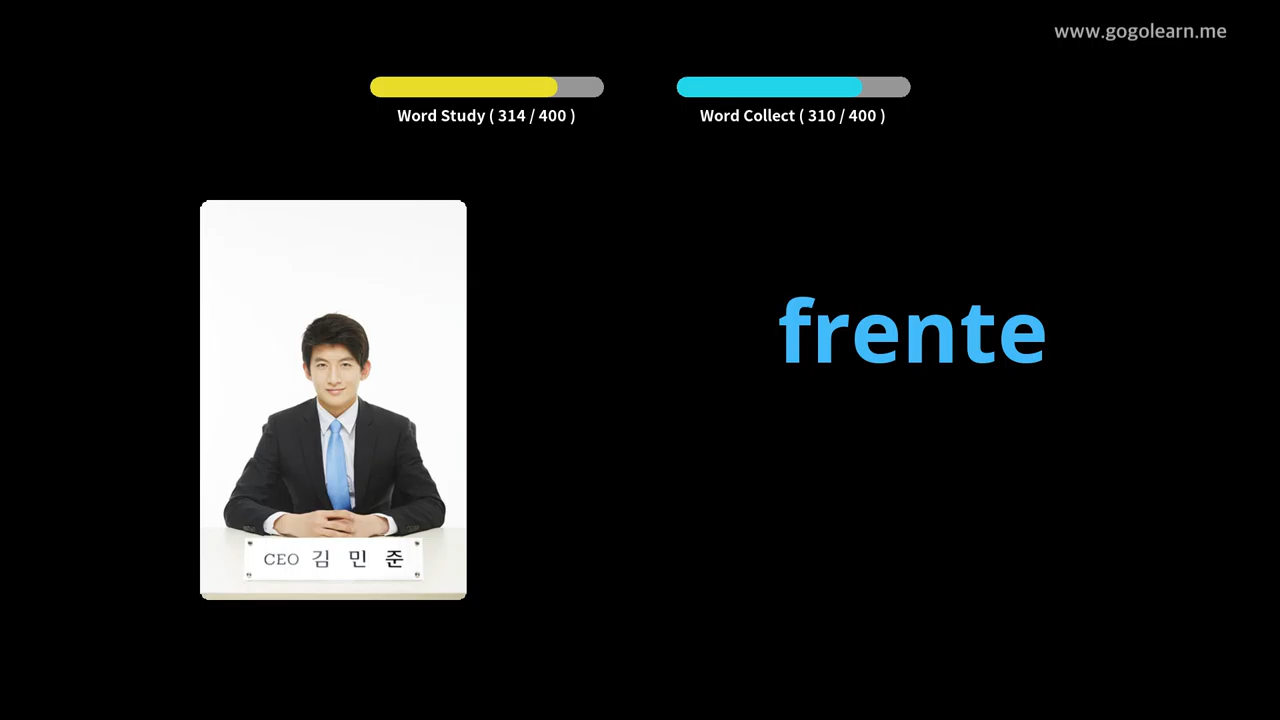 www.gogolearn.me
Word Study ( 314 / 400 )
Word Collect ( 310 / 400 )
frente
CEO 김 민 준